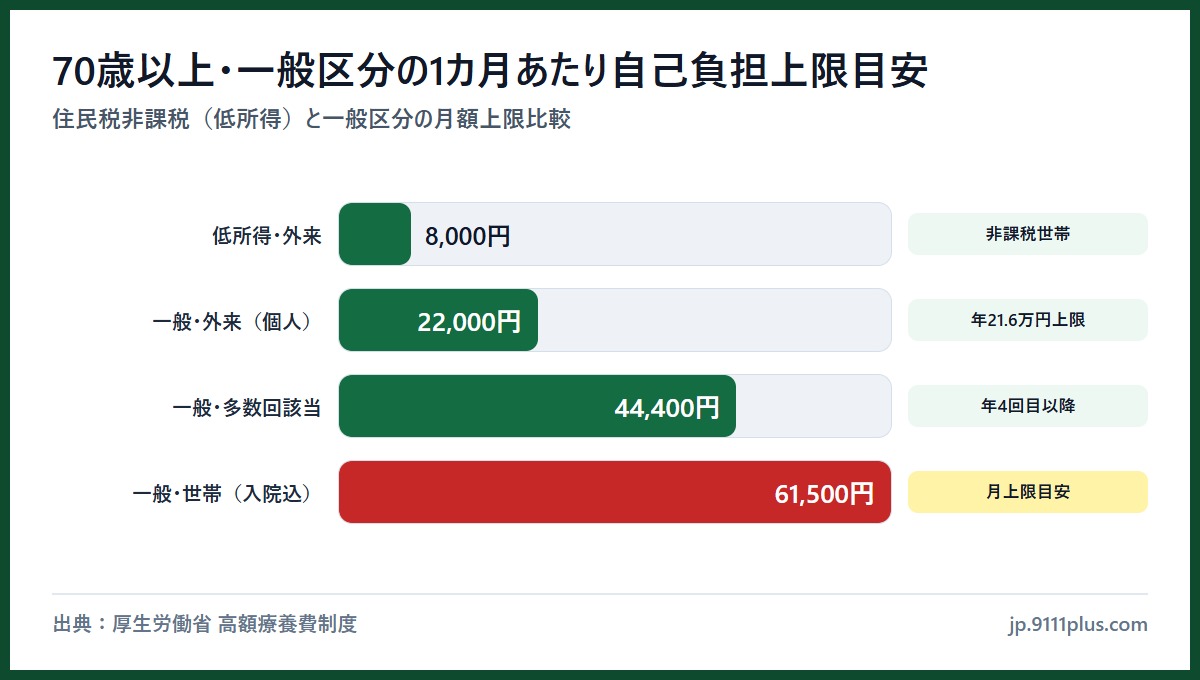 70歳以上・一般区分の1カ月あたり自己負担上限目安
住民税非課税（低所得）と一般区分の月額上限比較
低所得・外来
8,000円
非課税世帯
一般・外来（個人）
22,000円
年21.6万円上限
一般・多数回該当
44,400円
年4回目以降
一般・世帯（入院込）
61,500円
月上限目安
出典：厚生労働省 高額療養費制度
jp.9111plus.com